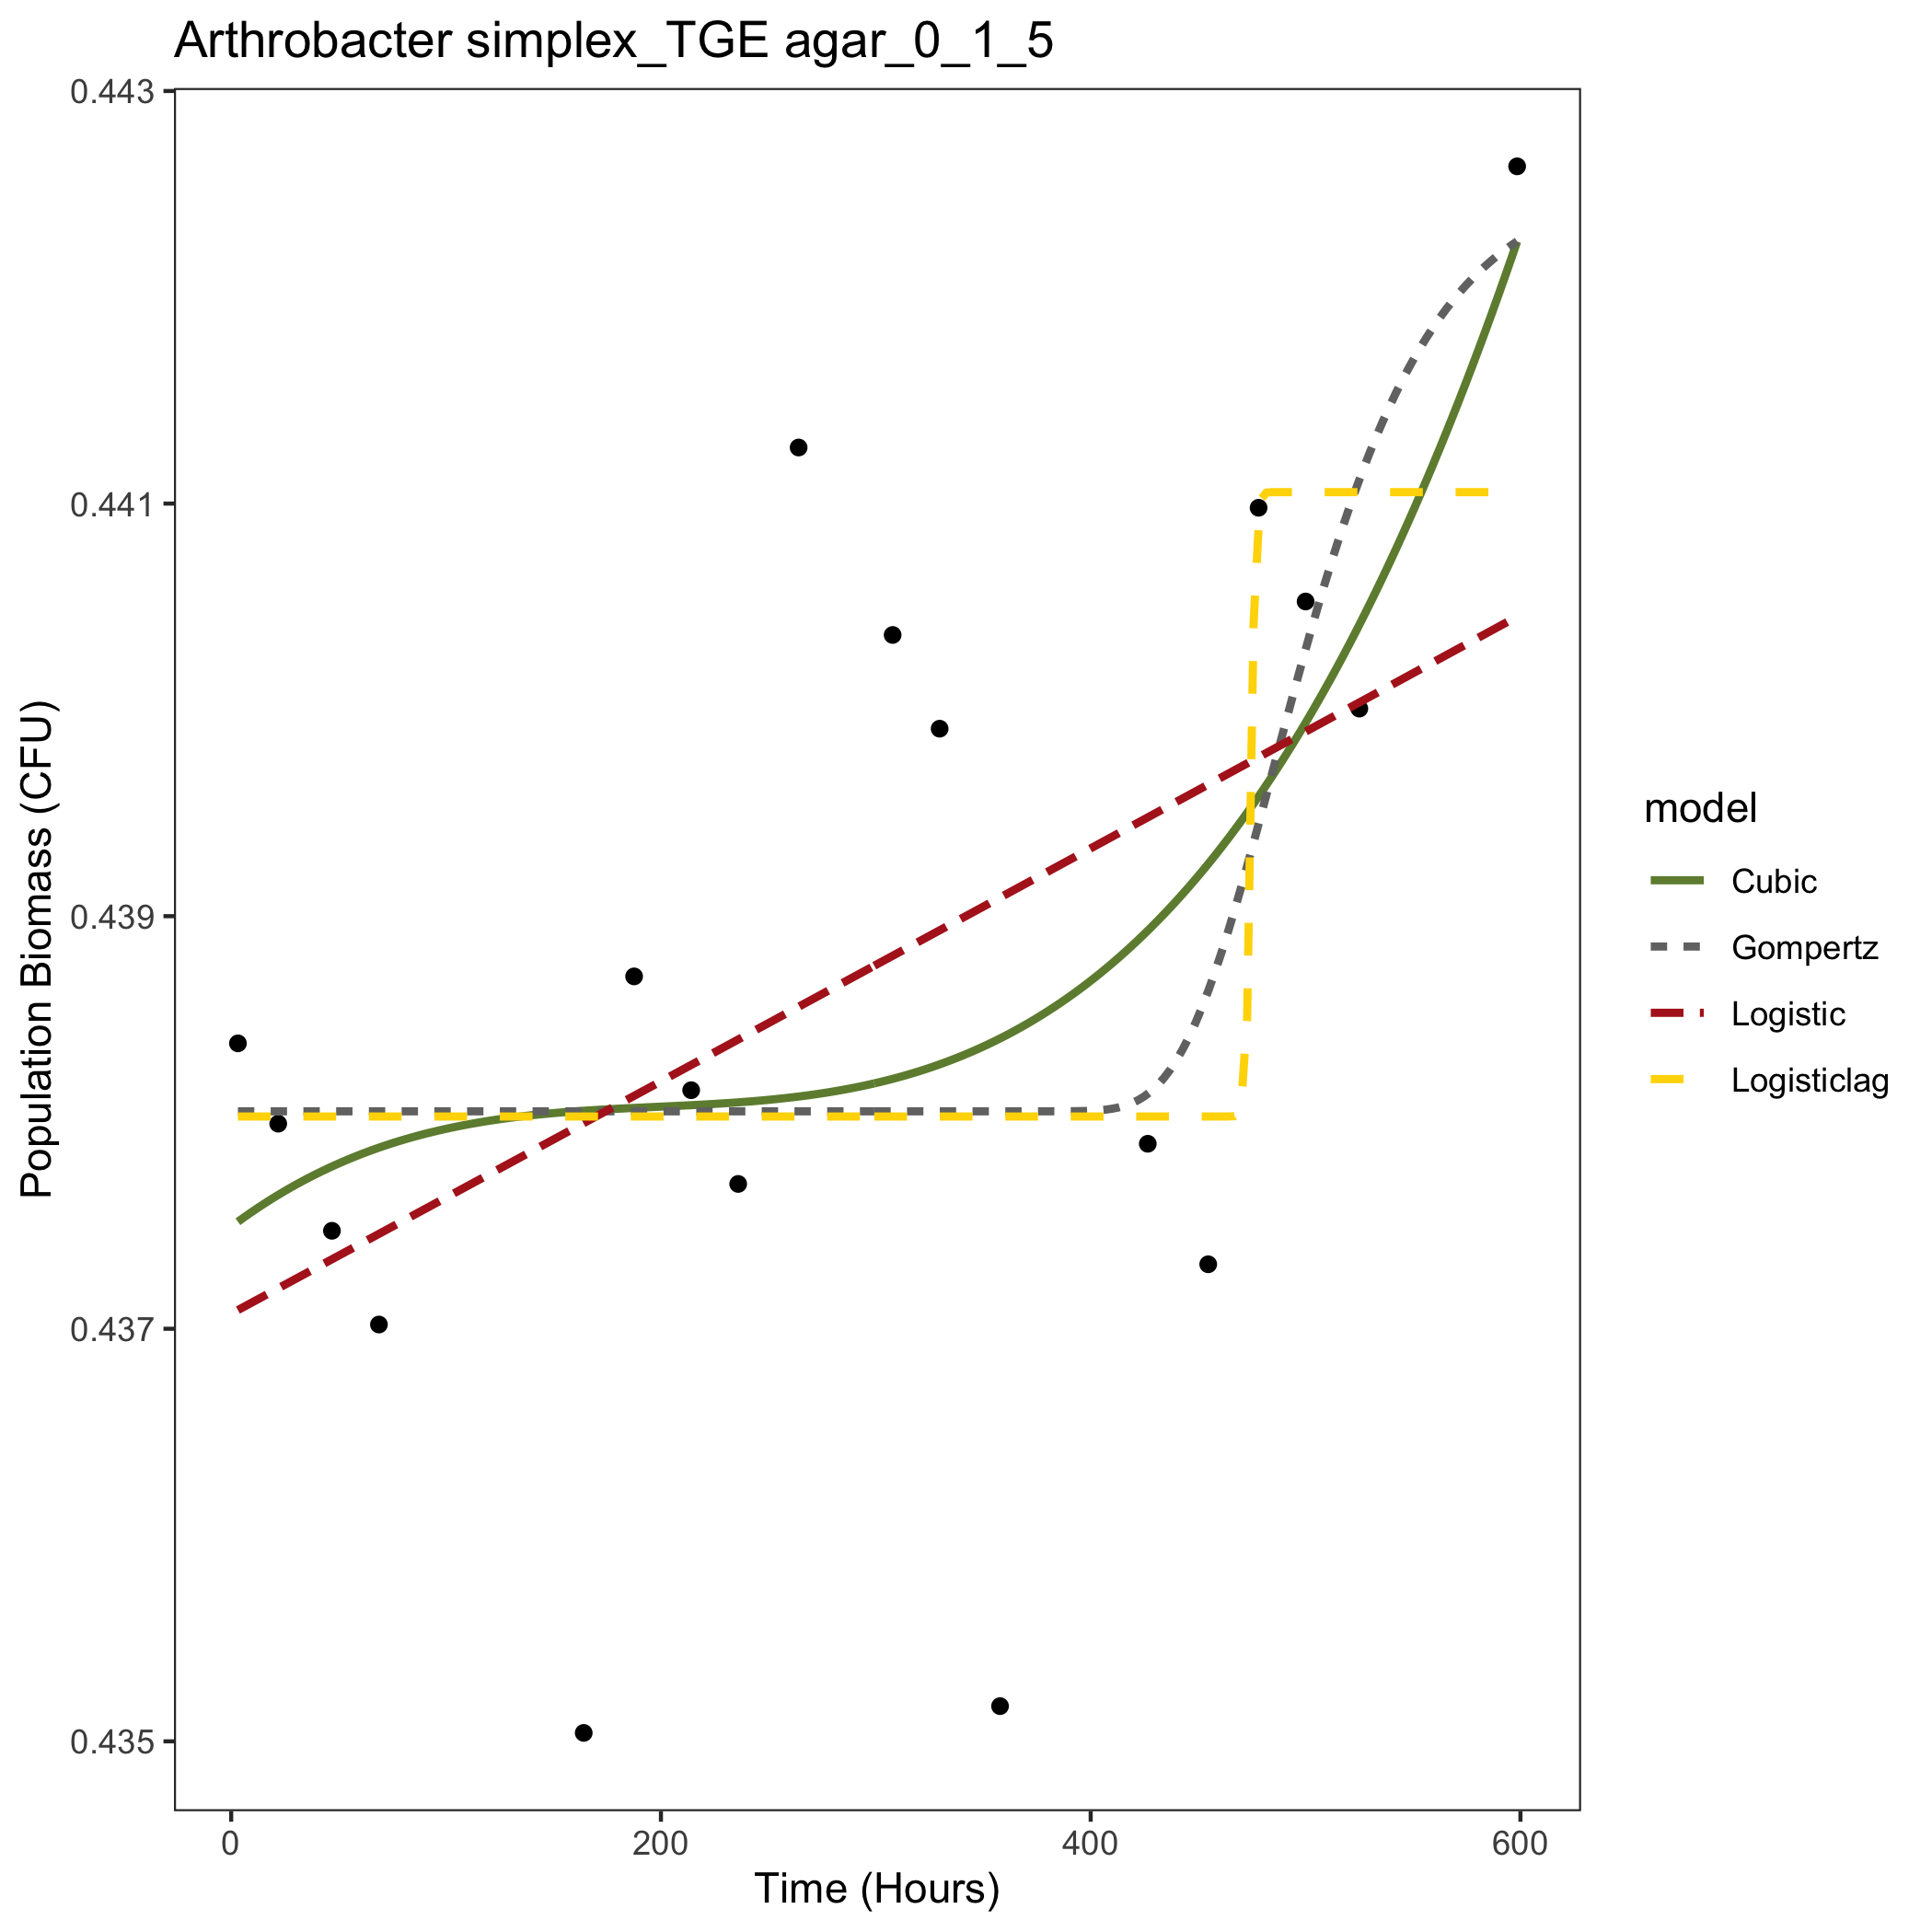 Arthrobacter simplex_TGE agar_0_1_5
0.443
0.441
0.439
0.437
0.435
Population Biomass (CFU)
0 200 400 600
Time (Hours)
model
Cubic
Gompertz
Logistic
Logisticlag